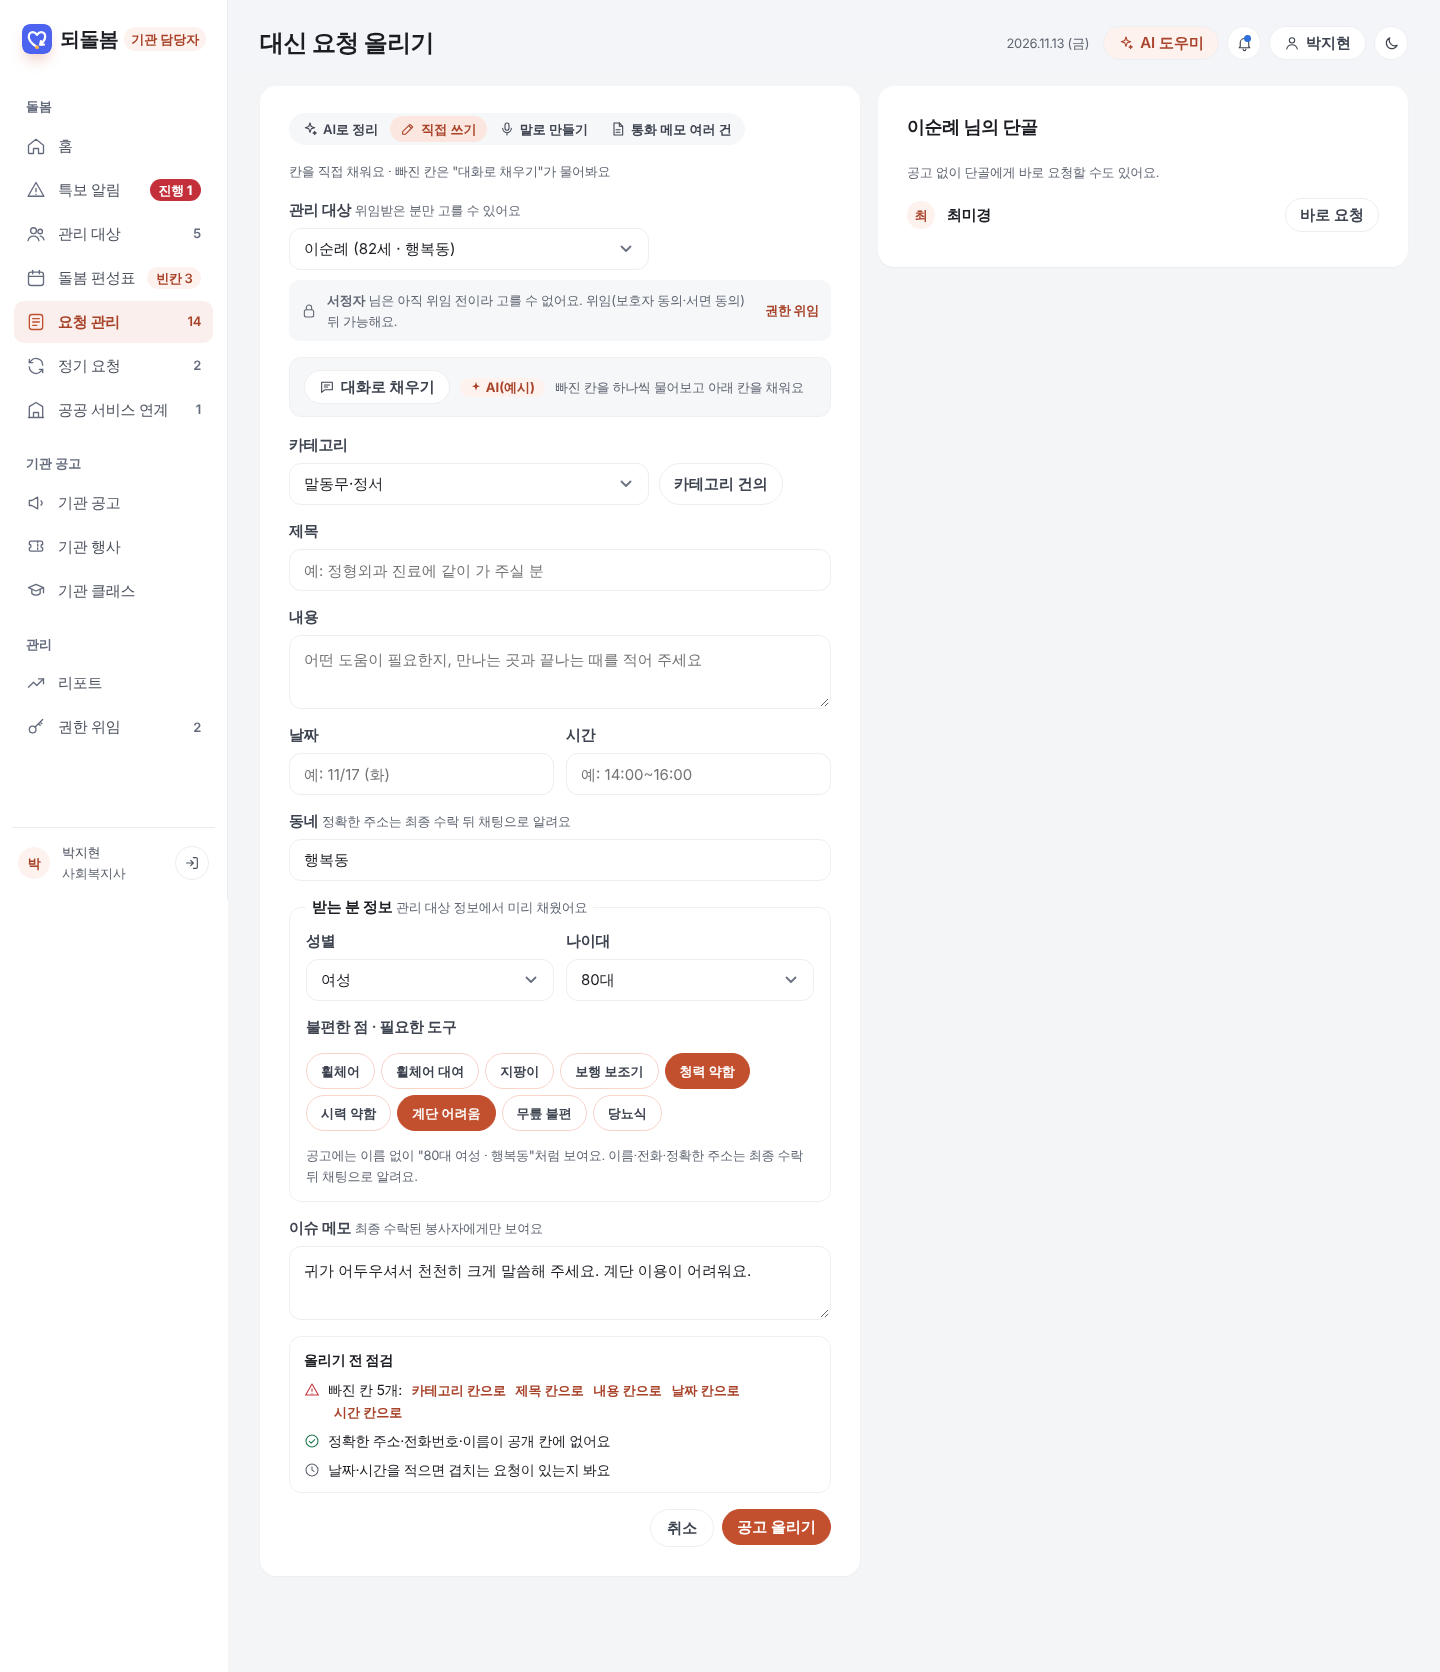 되돌봄 기관 담당자
돌봄
홈
특보 알림 진행 1
관리 대상 5
돌봄 편성표 빈칸 3
요청 관리 14
정기 요청 2
공공 서비스 연계 1
기관 공고
기관 공고
기관 행사
기관 클래스
관리
리포트
권한 위임 2
박 박지현
사회복지사
대신 요청 올리기
2026.11.13 (금) AI 도우미 박지현
AI로 정리 직접 쓰기 말로 만들기 통화 메모 여러 건
칸을 직접 채워요 · 빠진 칸은 "대화로 채우기"가 물어봐요
관리 대상 위임받은 분만 고를 수 있어요
이순례 (82세 · 행복동)
서정자 님은 아직 위임 전이라 고를 수 없어요. 위임(보호자 동의·서면 동의)
뒤 가능해요.
권한 위임
대화로 채우기 AI(예시) 빠진 칸을 하나씩 물어보고 아래 칸을 채워요
카테고리
말동무·정서 카테고리 건의
제목
예: 정형외과 진료에 같이 가 주실 분
내용
어떤 도움이 필요한지, 만나는 곳과 끝나는 때를 적어 주세요
날짜 시간
예: 11/17 (화) 예: 14:00~16:00
동네 정확한 주소는 최종 수락 뒤 채팅으로 알려요
행복동
받는 분 정보 관리 대상 정보에서 미리 채웠어요
성별 나이대
여성 80대
불편한 점 · 필요한 도구
휠체어 휠체어 대여 지팡이 보행 보조기 청력 약함
시력 약함 계단 어려움 무릎 불편 당뇨식
공고에는 이름 없이 "80대 여성 · 행복동"처럼 보여요. 이름·전화·정확한 주소는 최종 수락
뒤 채팅으로 알려요.
이슈 메모 최종 수락된 봉사자에게만 보여요
귀가 어두우셔서 천천히 크게 말씀해 주세요. 계단 이용이 어려워요.
올리기 전 점검
빠진 칸 5개: 카테고리 칸으로 제목 칸으로 내용 칸으로 날짜 칸으로
시간 칸으로
정확한 주소·전화번호·이름이 공개 칸에 없어요
날짜·시간을 적으면 겹치는 요청이 있는지 봐요
취소 공고 올리기
이순례 님의 단골
공고 없이 단골에게 바로 요청할 수도 있어요.
최 최미경 바로 요청